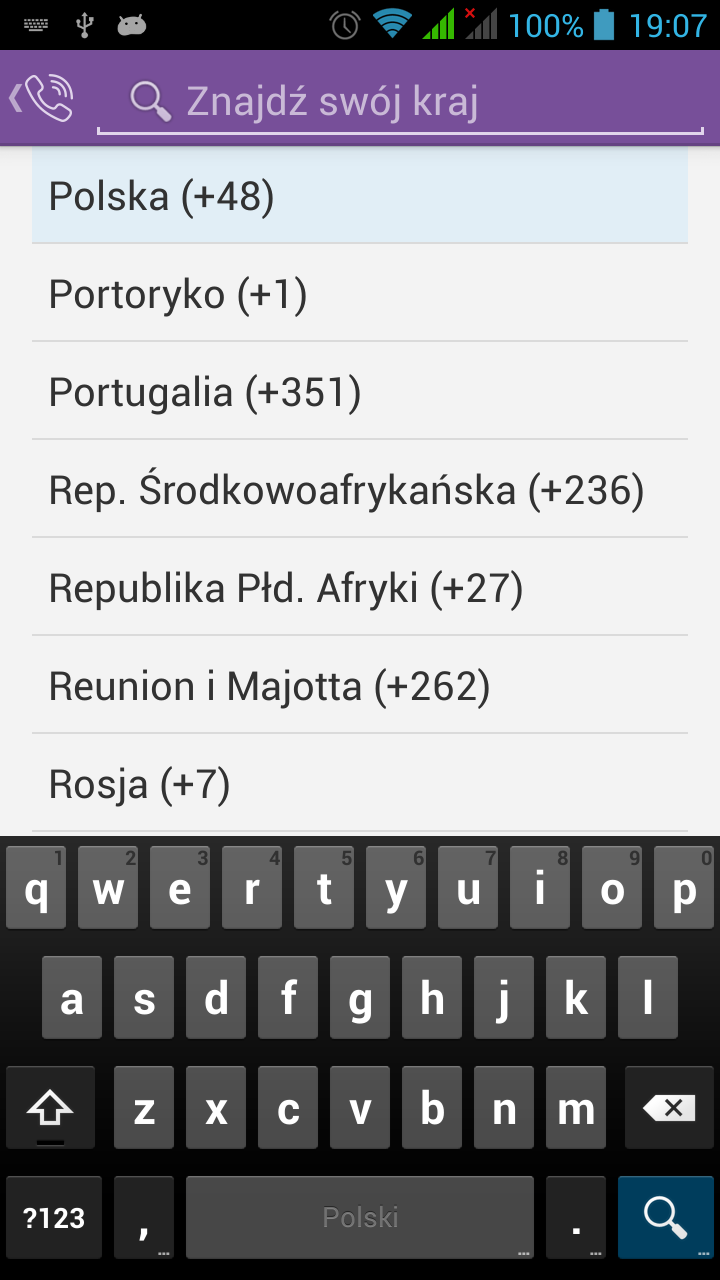 100% 19:07
Znajdź swój kraj
Polska (+48)
Portoryko (+1)
Portugalia (+351)
Rep. Środkowoafrykańska (+236)
Republika Płd. Afryki (+27)
Reunion i Majotta (+262)
Rosja (+7)
1 2 3 4 5 6 7 8 9 0
q w e r t y u i o p
a s d f g h j k l
z x c v b n m
?123 , Polski .